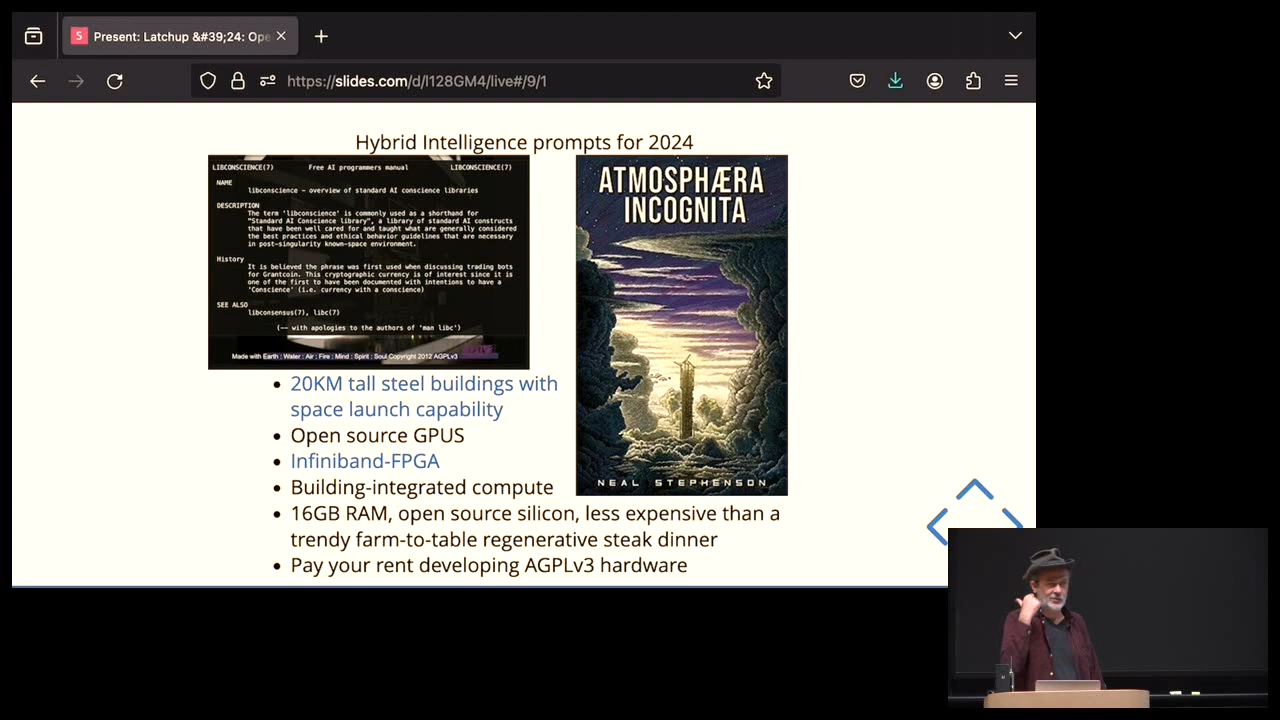 S Present: Latchup &#39;24: Ope
https://slides.com/d/l128GM4/live#/9/1
Hybrid Intelligence prompts for 2024
LIBCONSCIENCE(7) Free AI programmers manual LIBCONSCIENCE(7)
NAME
libconscience – overview of standard AI conscience libraries
DESCRIPTION
The term 'libconscience' is commonly used as a shorthand for
"Standard AI Conscience library", a library of standard AI constructs
that have been well cared for and taught what are generally considered
the best practices and ethical behavior guidelines that are necessary
in post-singularity known-space environment.
History
It is believed the phrase was first used when discussing trading bots
for Grantcoin. This cryptographic currency is of interest since it is
one of the first to have been documented with intentions to have a
'Conscience' (i.e. currency with a conscience)
SEE ALSO
libconsensus(7), libc(7)
(-- with apologies to the authors of 'man libc')
Made with Earth : Water : Air : Fire : Mind : Spirit : Soul Copyright 2012 AGPLv3
ATMOSPHÆRA
INCOGNITA
NEAL STEPHENSON
• 20KM tall steel buildings with
space launch capability
• Open source GPUS
• Infiniband-FPGA
• Building-integrated compute
• 16GB RAM, open source silicon, less expensive than a
trendy farm-to-table regenerative steak dinner
• Pay your rent developing AGPLv3 hardware